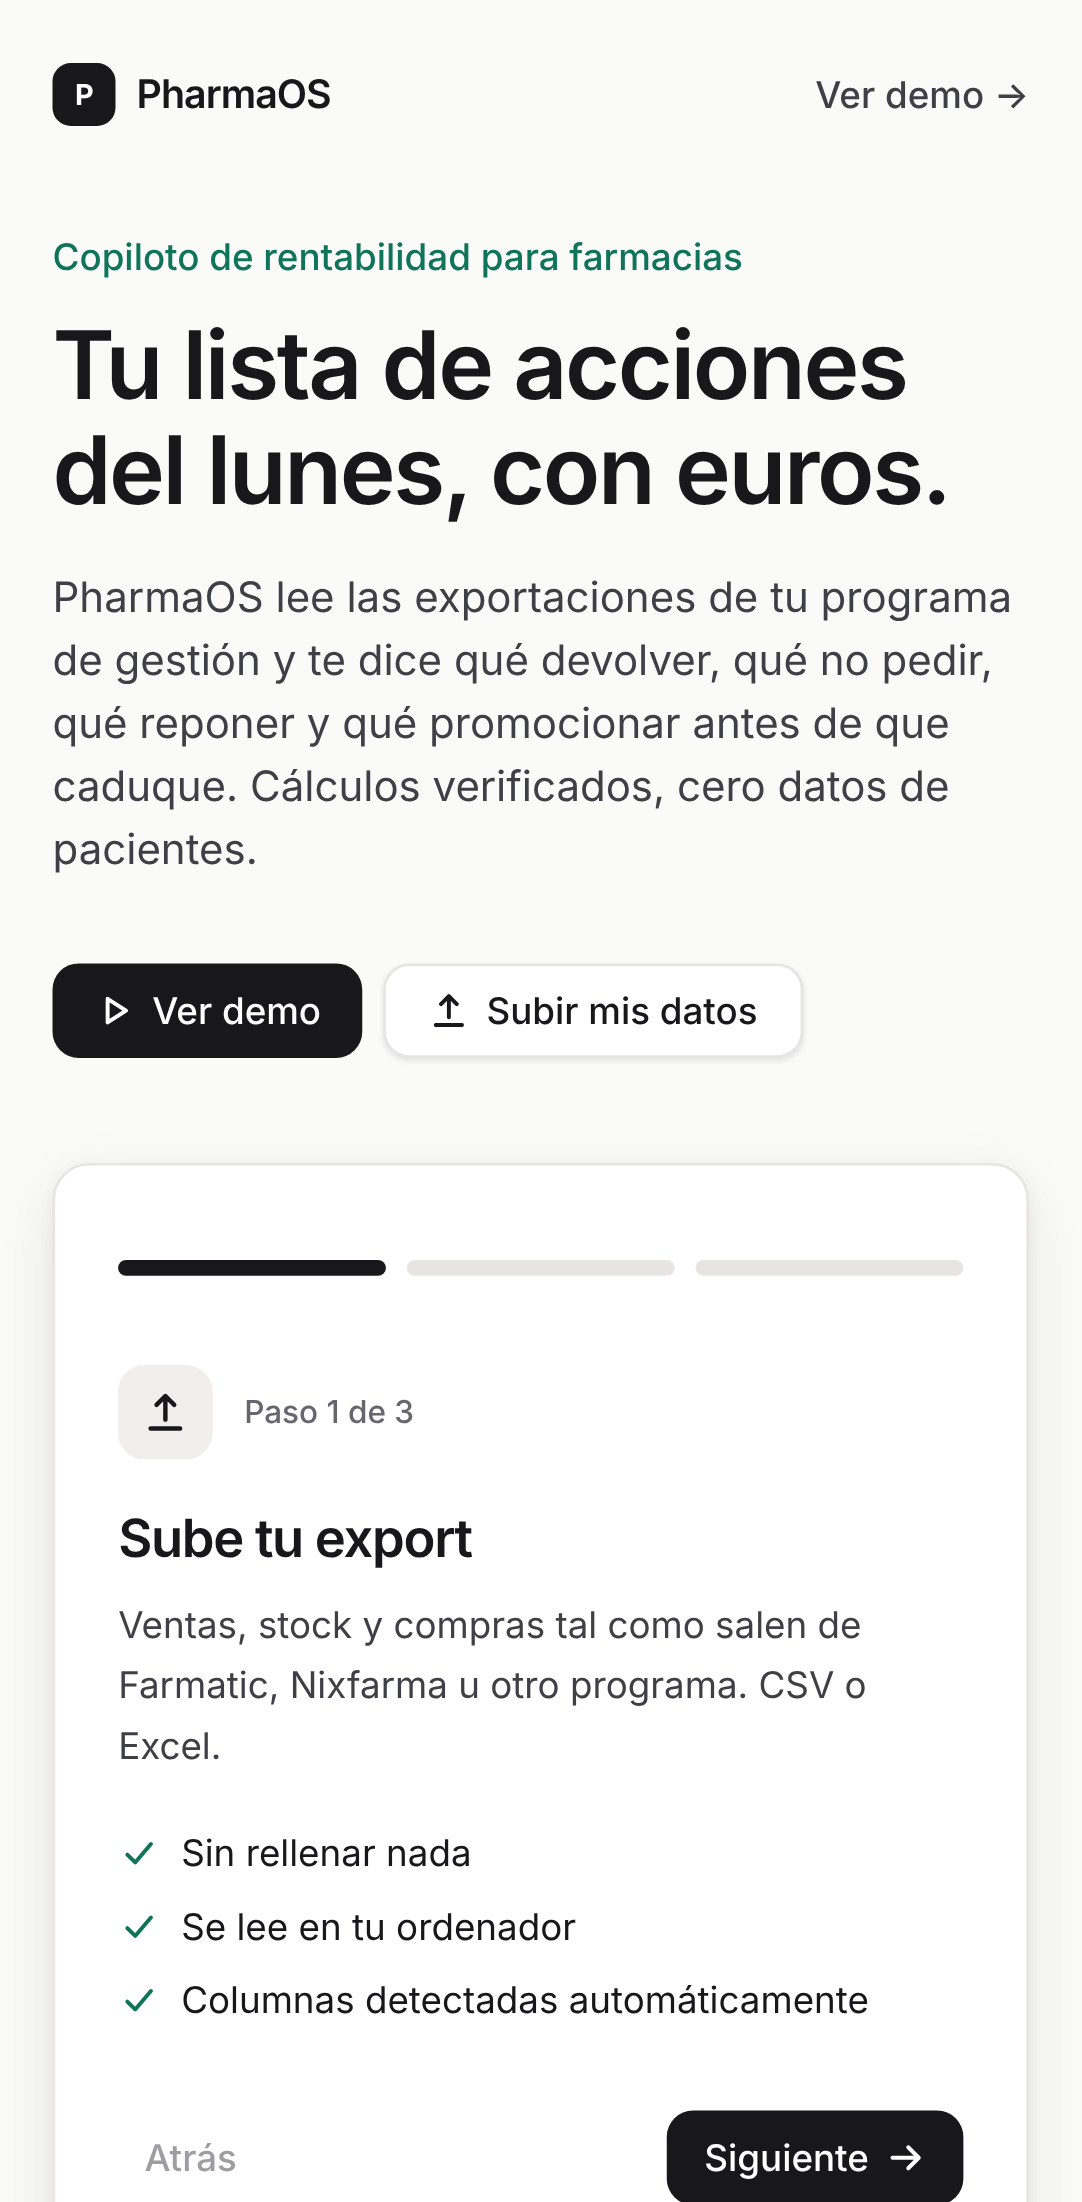 P PharmaOS
Ver demo →
Copiloto de rentabilidad para farmacias
Tu lista de acciones
del lunes, con euros.
PharmaOS lee las exportaciones de tu programa
de gestión y te dice qué devolver, qué no pedir,
qué reponer y qué promocionar antes de que
caduque. Cálculos verificados, cero datos de
pacientes.
Ver demo
Subir mis datos
Paso 1 de 3
Sube tu export
Ventas, stock y compras tal como salen de
Farmatic, Nixfarma u otro programa. CSV o
Excel.
Sin rellenar nada
Se lee en tu ordenador
Columnas detectadas automáticamente
Atrás
Siguiente →